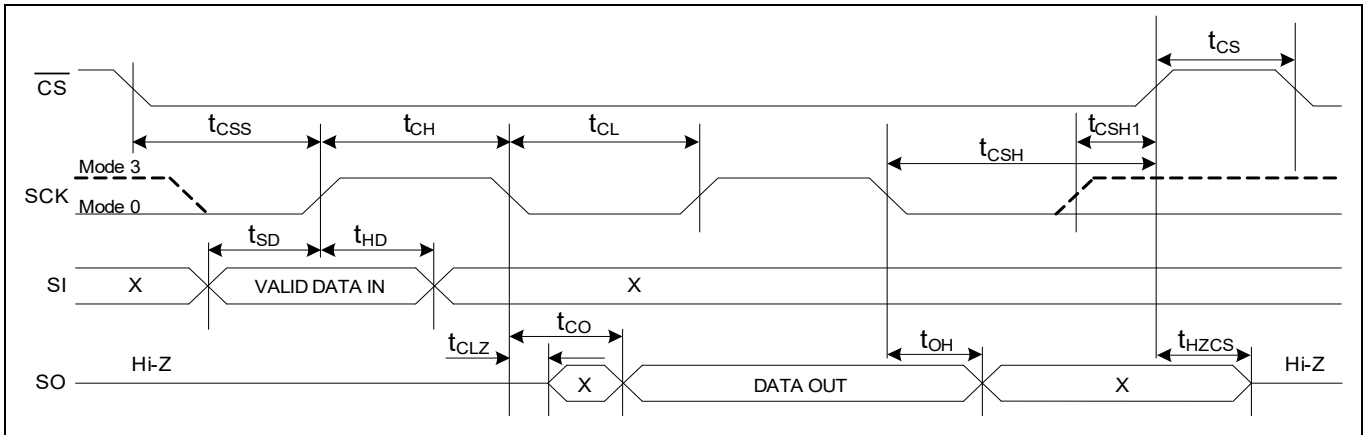 tCS
CS
tCSS tCH tCL tCSH1
tCSH
Mode 3
SCK
Mode 0
tSD tHD
SI X VALID DATA IN X
tCO
tCLZ tOH tHZCS
Hi-Z Hi-Z
SO X DATA OUT X